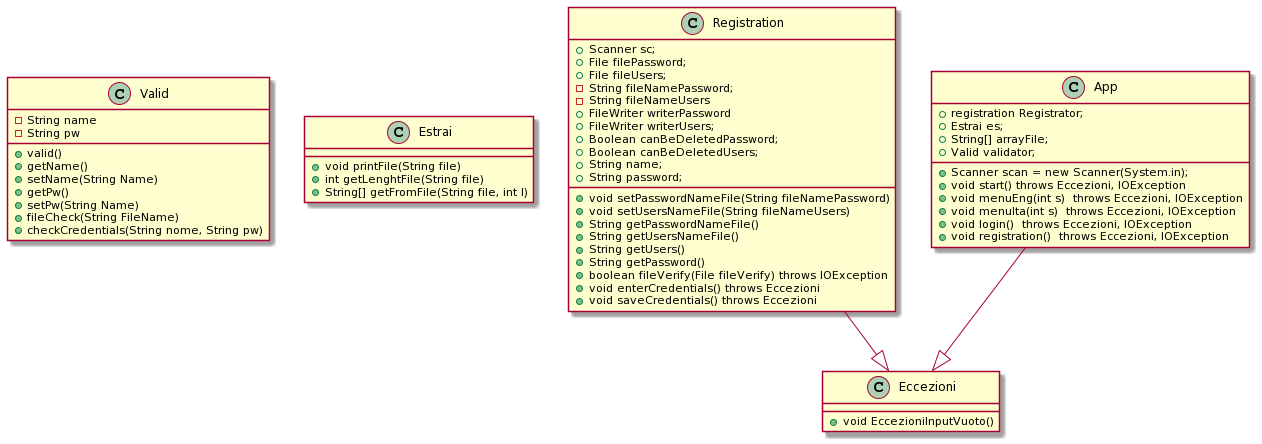 C Valid
String name
String pw
valid()
getName()
setName(String Name)
getPw()
setPw(String Name)
fileCheck(String FileName)
checkCredentials(String nome, String pw)
C Estrai
void printFile(String file)
int getLenghtFile(String file)
String[] getFromFile(String file, int l)
C Registration
Scanner sc;
File filePassword;
File fileUsers;
String fileNamePassword;
String fileNameUsers
FileWriter writerPassword
FileWriter writerUsers;
Boolean canBeDeletedPassword;
Boolean canBeDeletedUsers;
String name;
String password;
void setPasswordNameFile(String fileNamePassword)
void setUsersNameFile(String fileNameUsers)
String getPasswordNameFile()
String getUsersNameFile()
String getUsers()
String getPassword()
boolean fileVerify(File fileVerify) throws IOException
void enterCredentials() throws Eccezioni
void saveCredentials() throws Eccezioni
C App
registration Registrator;
Estrai es;
String[] arrayFile;
Valid validator;
Scanner scan = new Scanner(System.in);
void start() throws Eccezioni, IOException
void menuEng(int s)  throws Eccezioni, IOException
void menuIta(int s)  throws Eccezioni, IOException
void login()  throws Eccezioni, IOException
void registration()  throws Eccezioni, IOException
C Eccezioni
void EccezioniInputVuoto()